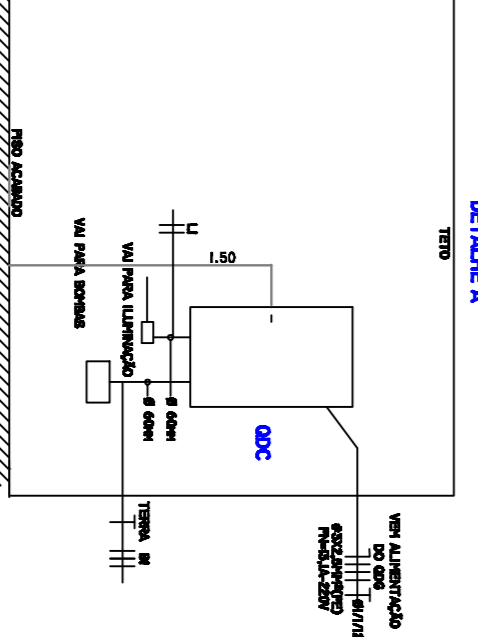 DETALHE A
TETO
VEM ALIMENTAÇÃO
DO QDG
QDC
1.50
Ø 60MM
Ø 60MM
VAI PARA ILUMINAÇÃO
VAI PARA BOMBAS
TERRA
PISO ACABADO